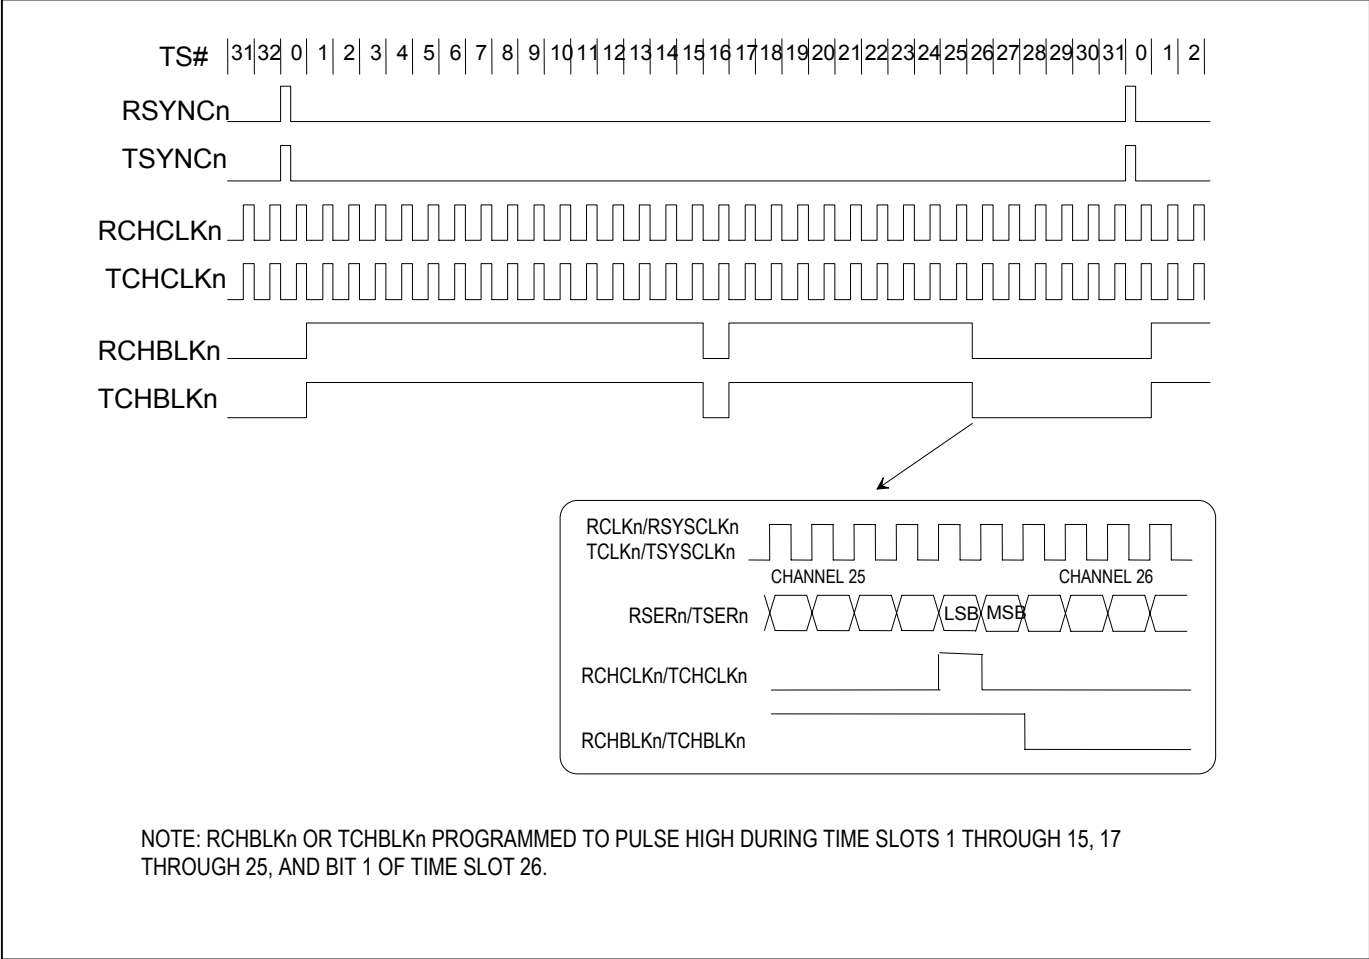 TS# 31 32 0 1 2 3 4 5 6 7 8 9 10 11 12 13 14 15 16 17 18 19 20 21 22 23 24 25 26 27 28 29 30 31 0 1 2
RSYNCn
TSYNCn
RCHCLKn
TCHCLKn
RCHBLKn
TCHBLKn
RCLKn/RSYSCLKn
TCLKn/TSYSCLKn
CHANNEL 25 CHANNEL 26
RSERn/TSERn LSB MSB
RCHCLKn/TCHCLKn
RCHBLKn/TCHBLKn
NOTE: RCHBLKn OR TCHBLKn PROGRAMMED TO PULSE HIGH DURING TIME SLOTS 1 THROUGH 15, 17
THROUGH 25, AND BIT 1 OF TIME SLOT 26.